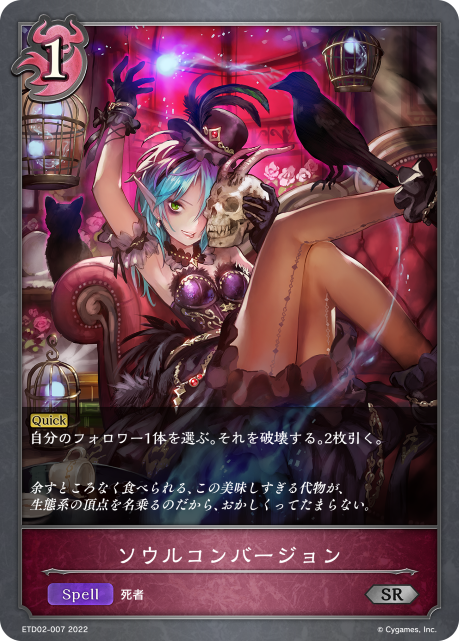 1
Quick
自分のフォロワー1体を選ぶ。それを破壊する。2枚引く。
余すところなく食べられる、この美味しすぎる代物が、
生態系の頂点を名乗るのだから、おかしくってたまらない。
ソウルコンバージョン
Spell 死者 SR
ETD02-007 2022 © Cygames, Inc.